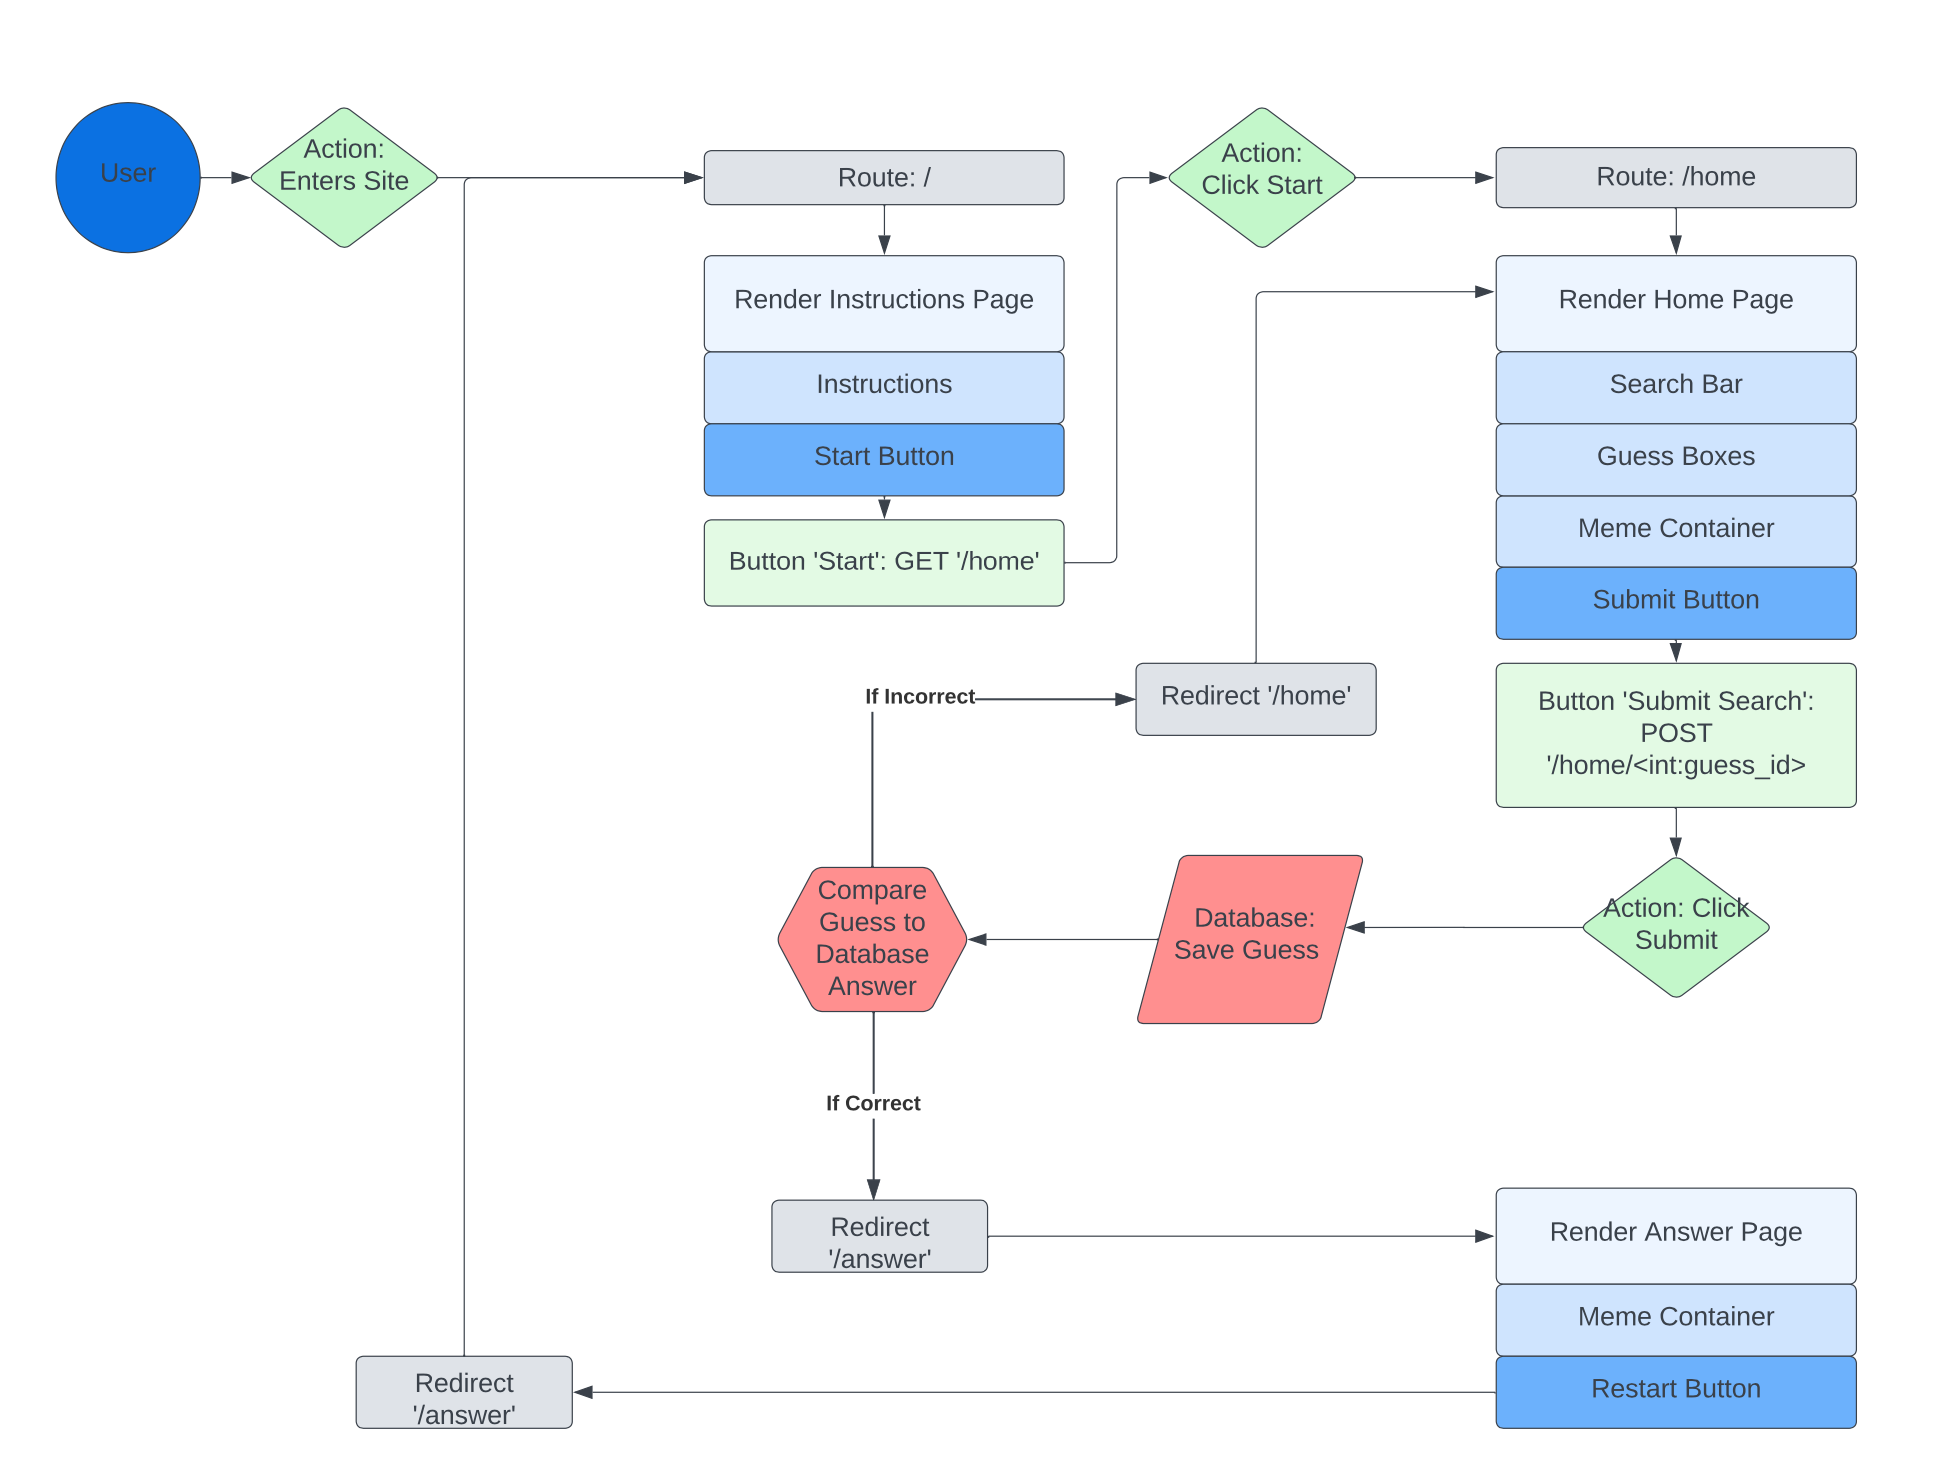 User
Action:
Enters Site
Route: /
Render Instructions Page
Instructions
Start Button
Button 'Start': GET '/home'
Action:
Click Start
Route: /home
Render Home Page
Search Bar
Guess Boxes
Meme Container
Submit Button
Button 'Submit Search':
POST
'/home/<int:guess_id>
Action: Click
Submit
Database:
Save Guess
Compare
Guess to
Database
Answer
If Incorrect
Redirect '/home'
If Correct
Redirect
'/answer'
Render Answer Page
Meme Container
Restart Button
Redirect
'/answer'